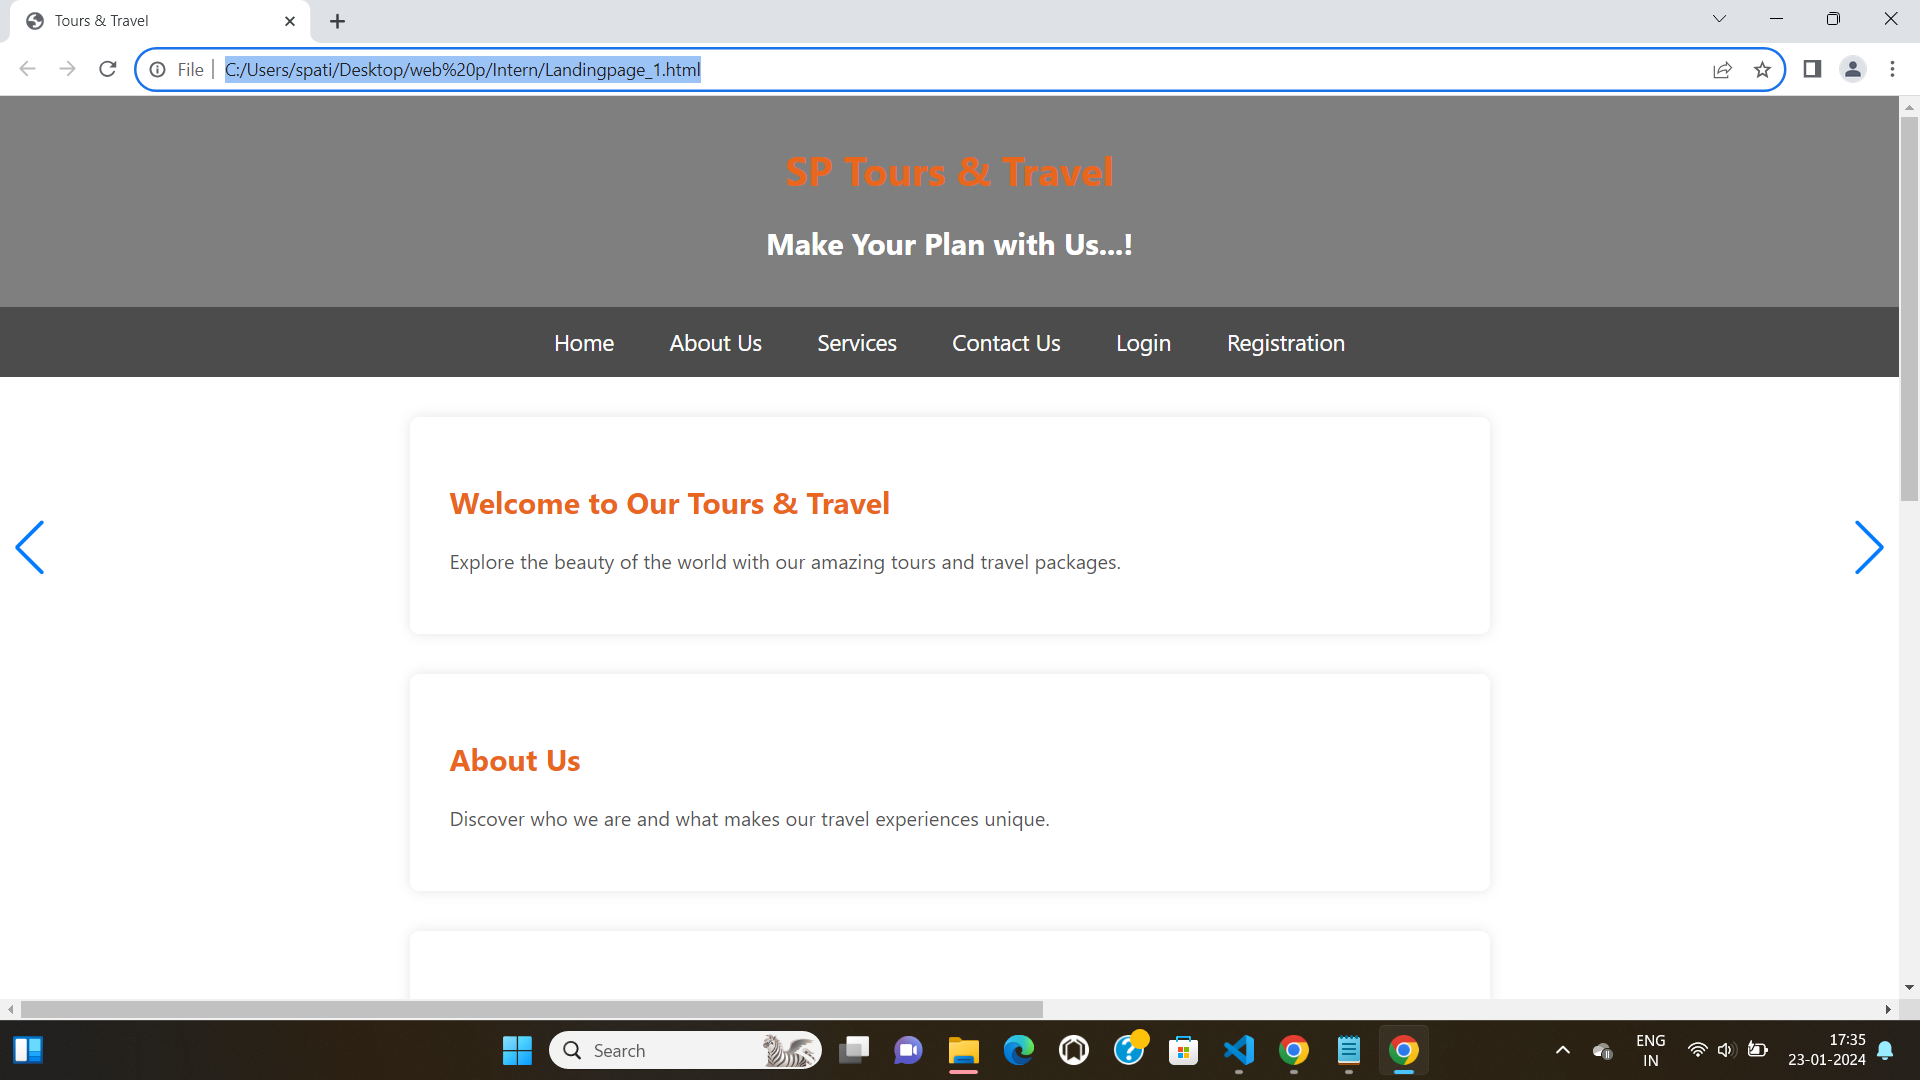 Tours & Travel
File
C:/Users/spati/Desktop/web%20p/Intern/Landingpage_1.html
SP Tours & Travel
Make Your Plan with Us...!
Home About Us Services Contact Us Login Registration
Welcome to Our Tours & Travel
Explore the beauty of the world with our amazing tours and travel packages.
About Us
Discover who we are and what makes our travel experiences unique.
Search
ENG
IN
17:35
23-01-2024